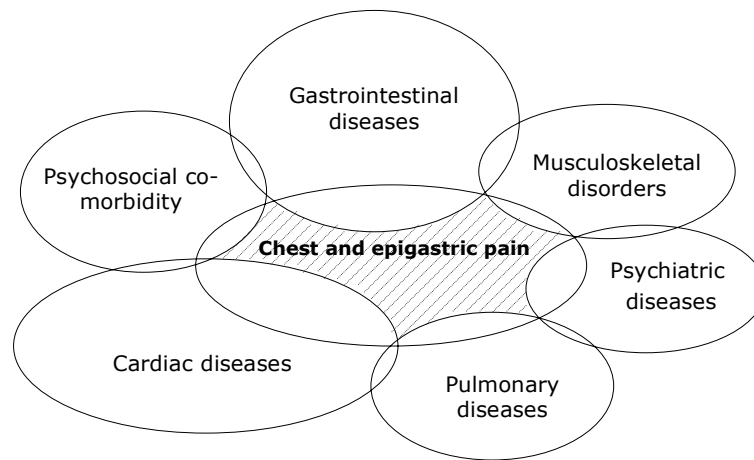 Gastrointestinal
diseases
Musculoskeletal
disorders
Psychosocial co-
morbidity
Chest and epigastric pain
Psychiatric
diseases
Cardiac diseases
Pulmonary
diseases